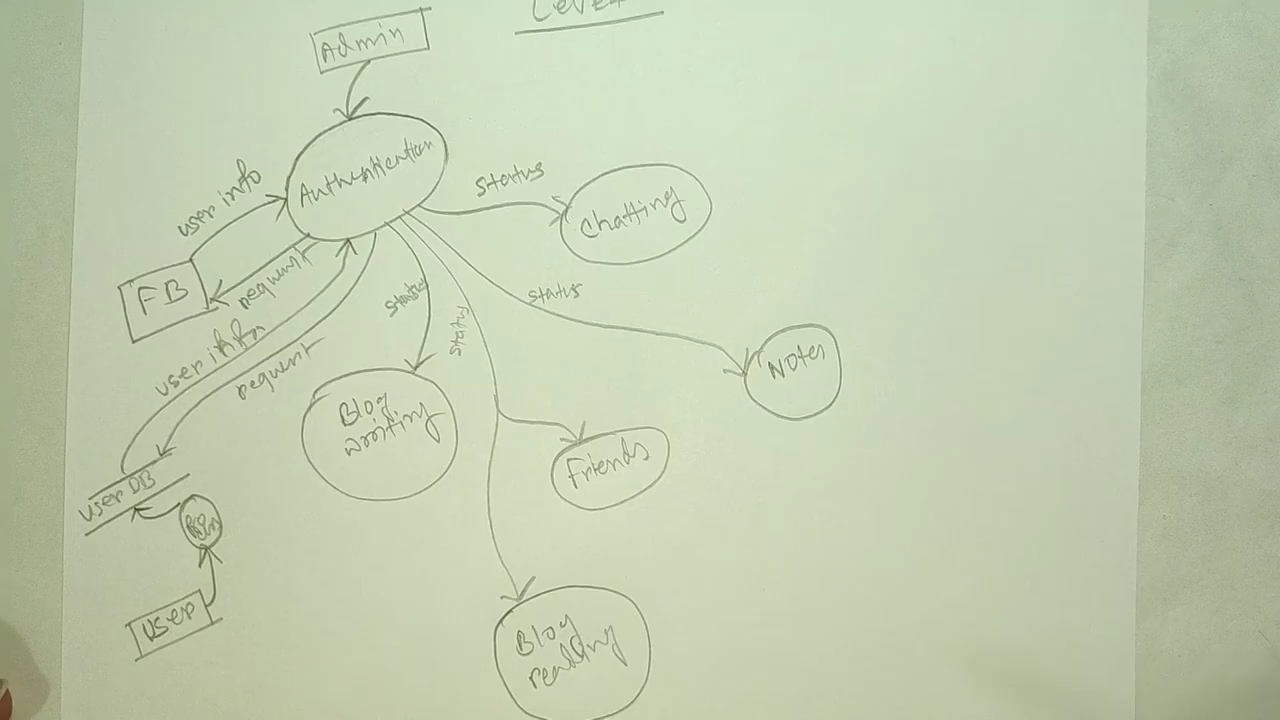 Level
Admin
Authentication
user info
status
Chatting
FB
request
status
status
status
Notes
user info
request
Blog
writing
Friends
user DB
user
Blog
reading